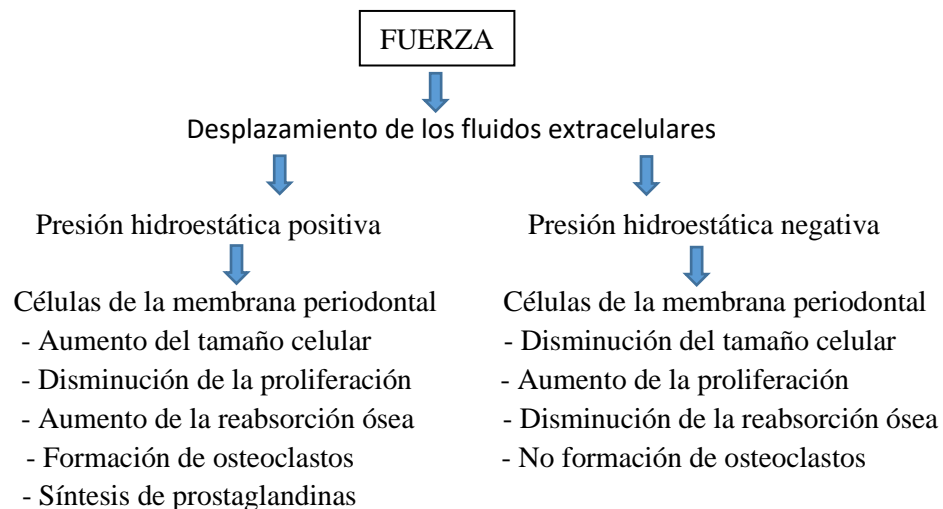 FUERZA
Desplazamiento de los fluidos extracelulares
Presión hidroestática positiva
Células de la membrana periodontal
- Aumento del tamaño celular
- Disminución de la proliferación
- Aumento de la reabsorción ósea
- Formación de osteoclastos
- Síntesis de prostaglandinas
Presión hidroestática negativa
Células de la membrana periodontal
- Disminución del tamaño celular
- Aumento de la proliferación
- Disminución de la reabsorción ósea
- No formación de osteoclastos